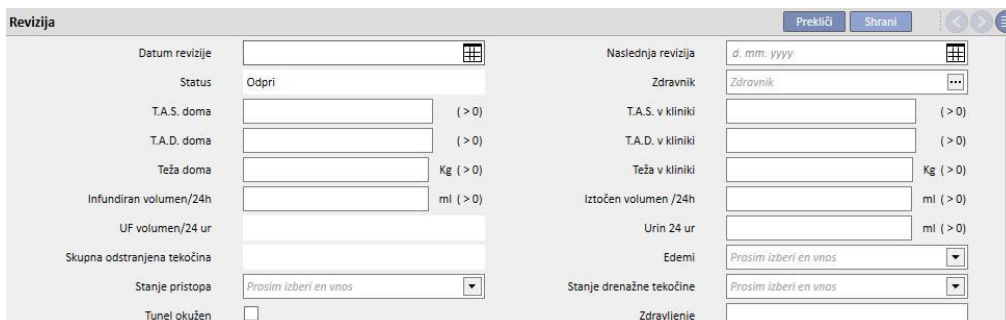 Revizija Prekliči Shrani
Datum revizije Naslednja revizija d. mm. yyyy
Status Odpri Zdravnik Zdravnik ...
T.A.S. doma ( > 0) T.A.S. v kliniki ( > 0)
T.A.D. doma ( > 0) T.A.D. v kliniki ( > 0)
Teža doma Kg ( > 0) Teža v kliniki Kg ( > 0)
Infundiran volumen/24h ml ( > 0) Iztočen volumen /24h ml ( > 0)
UF volumen/24 ur Urin 24 ur ml ( > 0)
Skupna odstranjena tekočina Edemi Prosim izberi en vnos
Stanje pristopa Prosim izberi en vnos Stanje drenažne tekočine Prosim izberi en vnos
Tunel okužen Zdravljenje